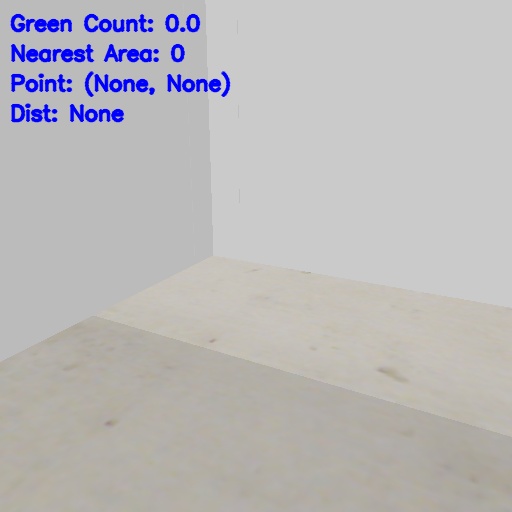 Green Count: 0.0
Nearest Area: 0
Point: (None, None)
Dist: None